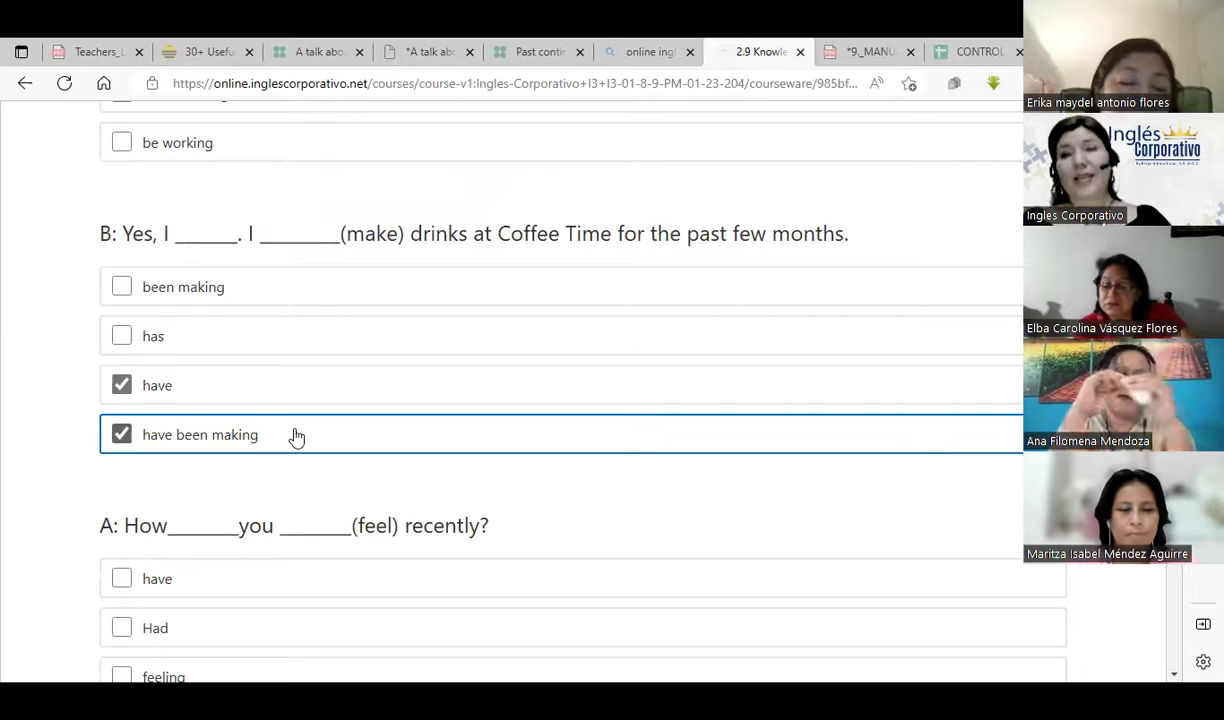 Teachers_L
30+ Usefu
A talk abo.
*A talk abo
Past contir
online ingl
2.9 Knowle
*9._MANU
CONTROL
https://online.inglescorporativo.net/courses/course-v1:Ingles-Corporativo+I3+I3-01-8-9-PM-01-23-204/courseware/985bf...
be working
B: Yes, I ______. I ________(make) drinks at Coffee Time for the past few months.
been making
has
have
have been making
A: How_______you _______(feel) recently?
have
Had
feeling
Erika maydel antonio flores
Inglés
Corporativo
Ingles Corporativo
Elba Carolina Vásquez Flores
Ana Filomena Mendoza
Maritza Isabel Méndez Aguirre